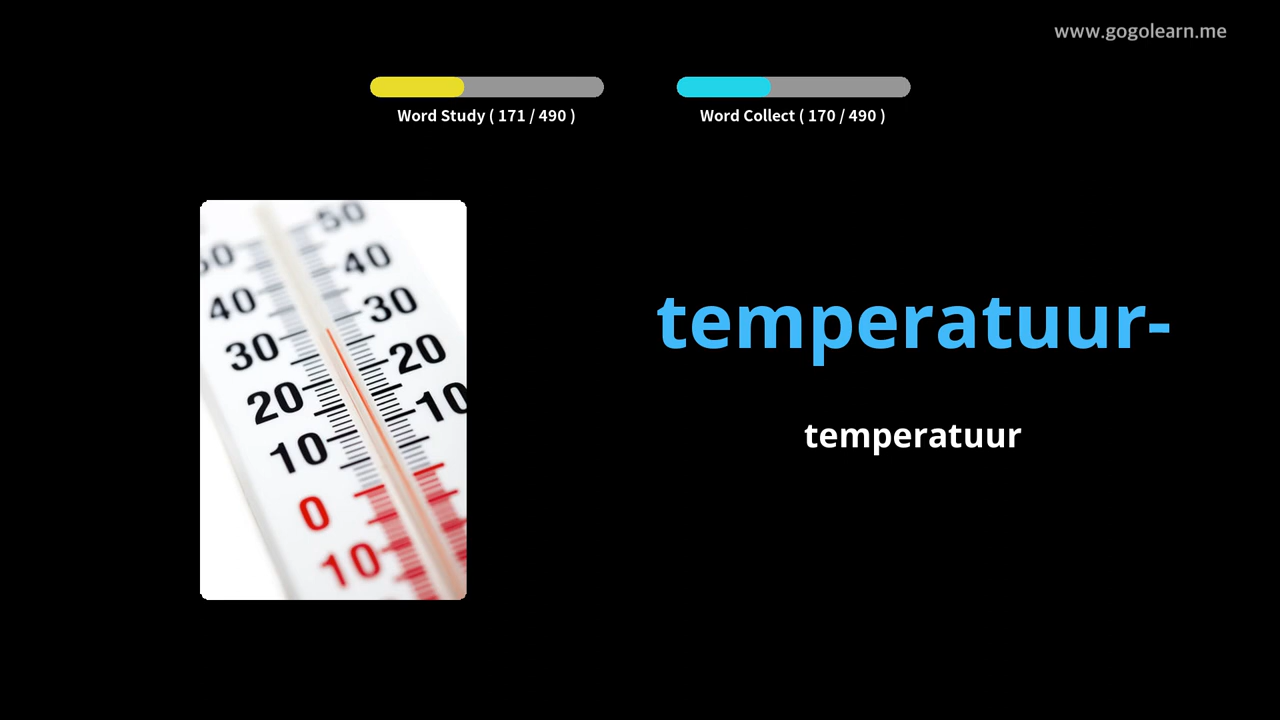 www.gogolearn.me
Word Study ( 171 / 490 )
Word Collect ( 170 / 490 )
temperatuur-
temperatuur
50
50
40
40
30
30
20
20
10
10
0
10